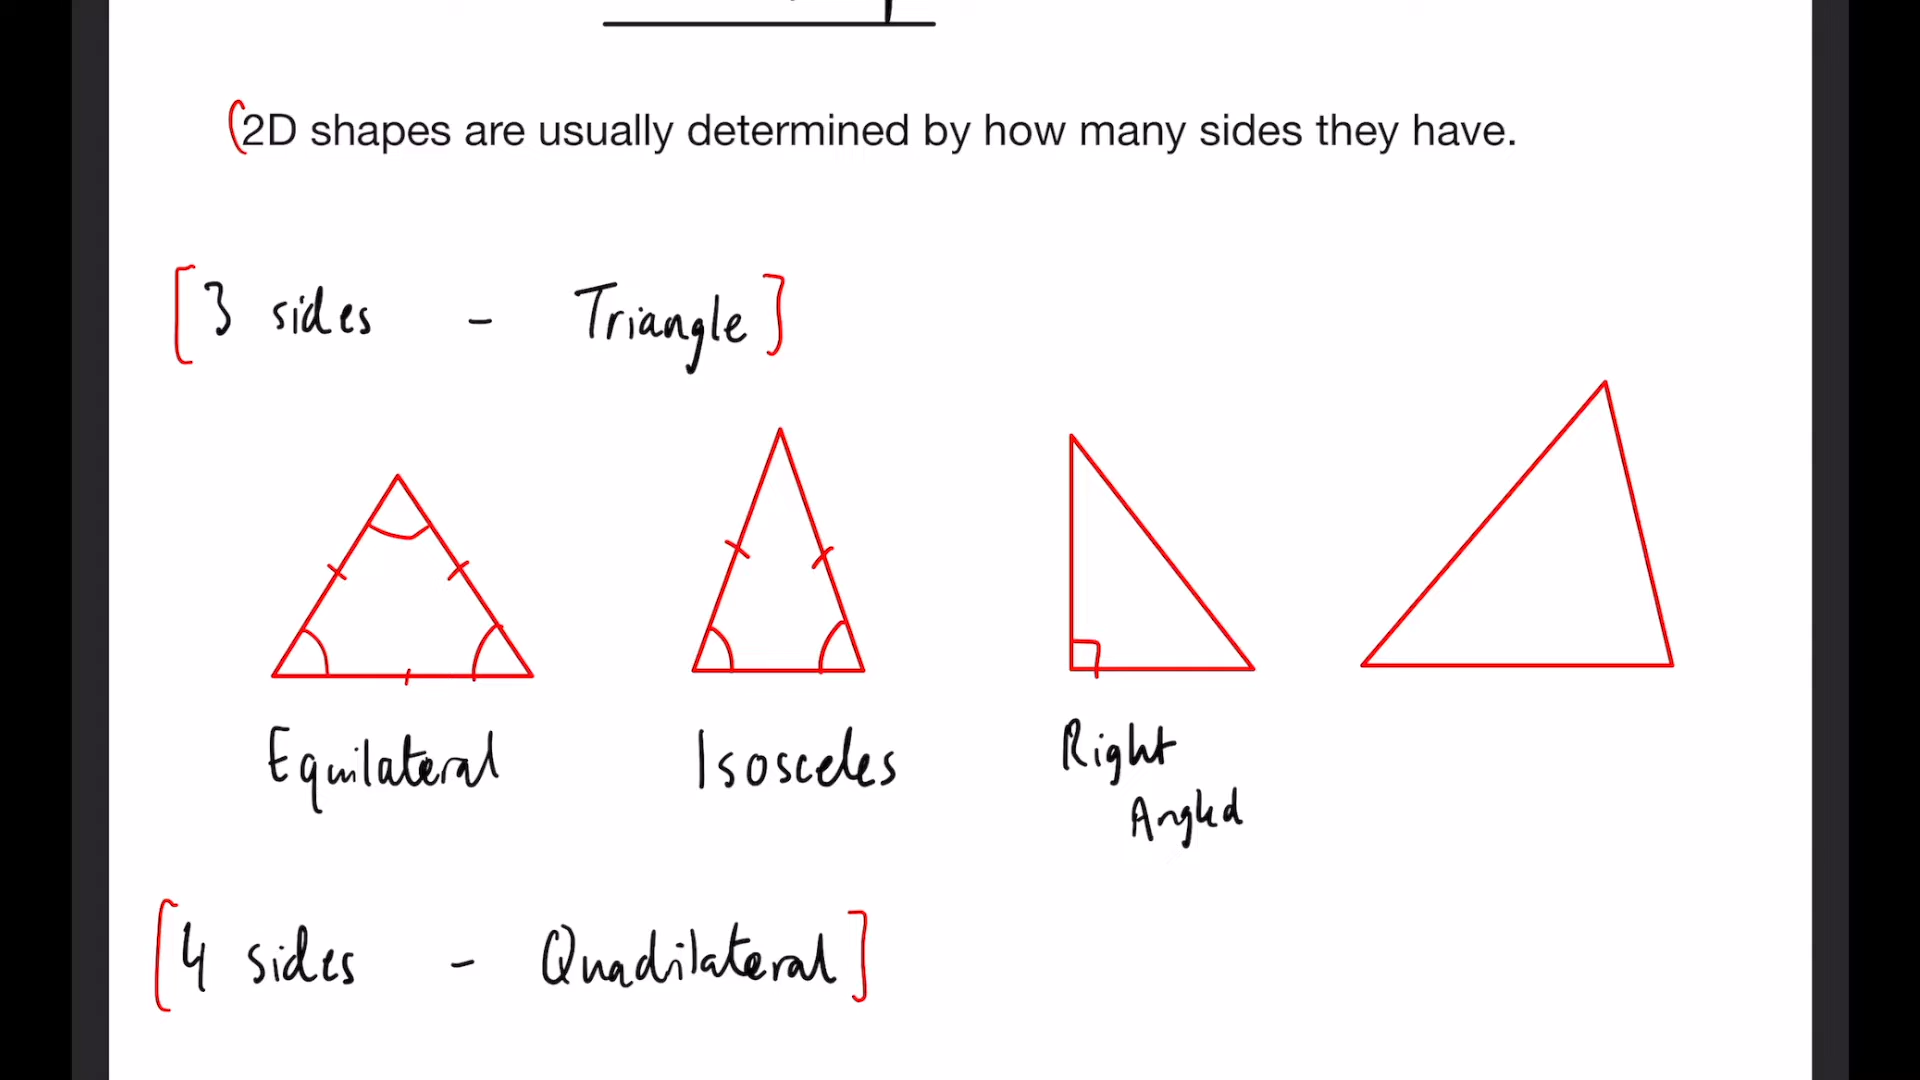 2D shapes are usually determined by how many sides they have.
[3 sides - Triangle]
Equilateral Isosceles Right
Angled
[4 sides - Quadrilateral]